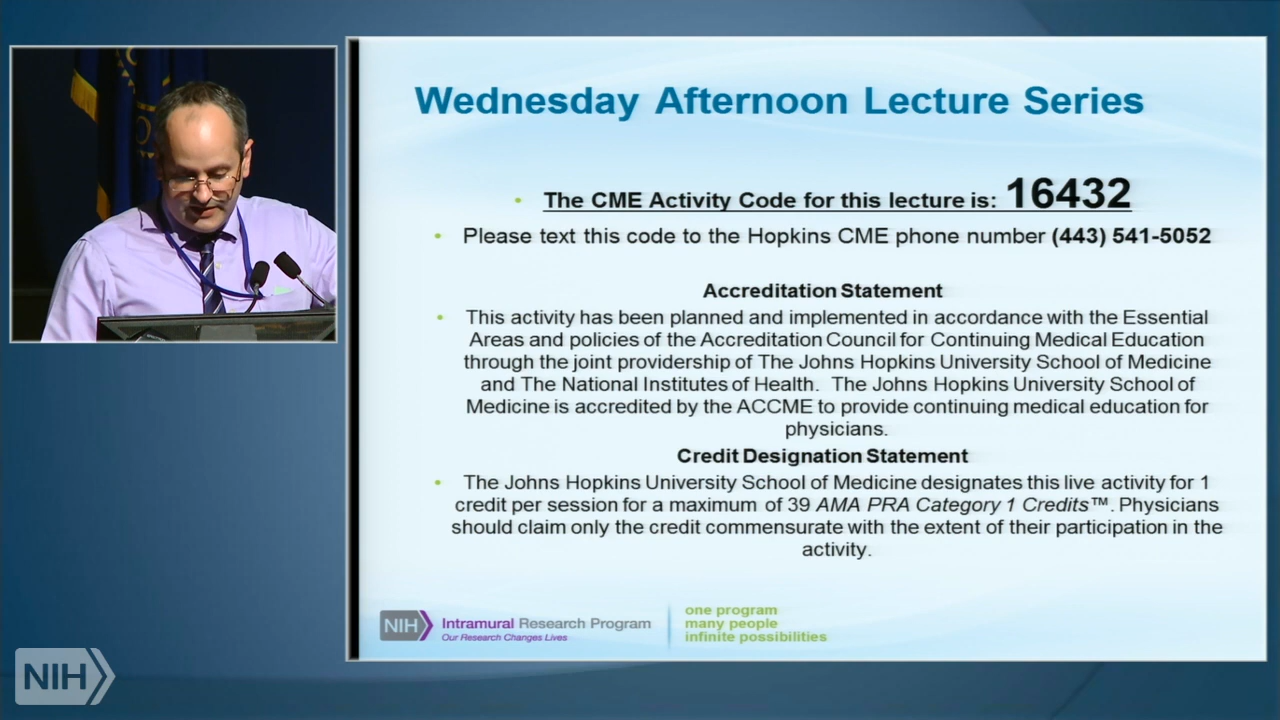 Wednesday Afternoon Lecture Series
• The CME Activity Code for this lecture is: 16432
• Please text this code to the Hopkins CME phone number (443) 541-5052
Accreditation Statement
• This activity has been planned and implemented in accordance with the Essential
Areas and policies of the Accreditation Council for Continuing Medical Education
through the joint providership of The Johns Hopkins University School of Medicine
and The National Institutes of Health. The Johns Hopkins University School of
Medicine is accredited by the ACCME to provide continuing medical education for
physicians.
Credit Designation Statement
• The Johns Hopkins University School of Medicine designates this live activity for 1
credit per session for a maximum of 39 AMA PRA Category 1 Credits™. Physicians
should claim only the credit commensurate with the extent of their participation in the
activity.
NIH Intramural Research Program
Our Research Changes Lives
one program
many people
infinite possibilities
NIH